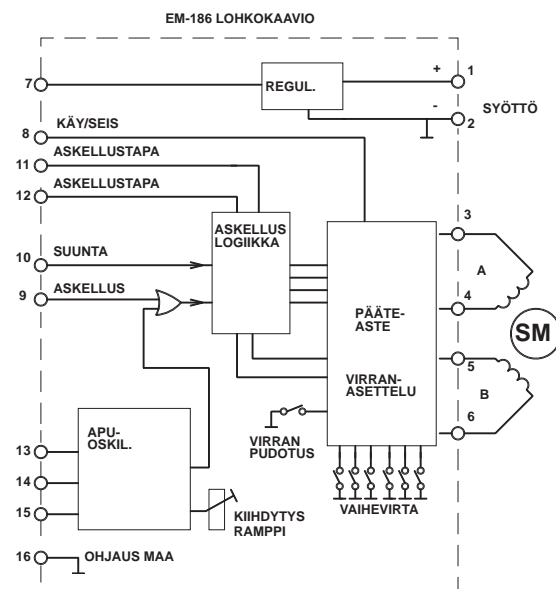 EM-186 LOHKOKAAVIO
7
REGUL.
+
1
-
2
SYÖTTÖ
8
KÄY/SEIS
11
ASKELLUSTAPA
12
ASKELLUSTAPA
ASKELLUS
LOGIIKKA
10
SUUNTA
9
ASKELLUS
PÄÄTE-
ASTE
VIRRAN-
ASETTELU
3
A
4
SM
5
B
6
VIRRAN
PUDOTUS
VAIHEVIRTA
APU-
OSKIL.
13
14
15
KIIHDYTYS
RAMPPI
16
OHJAUS MAA